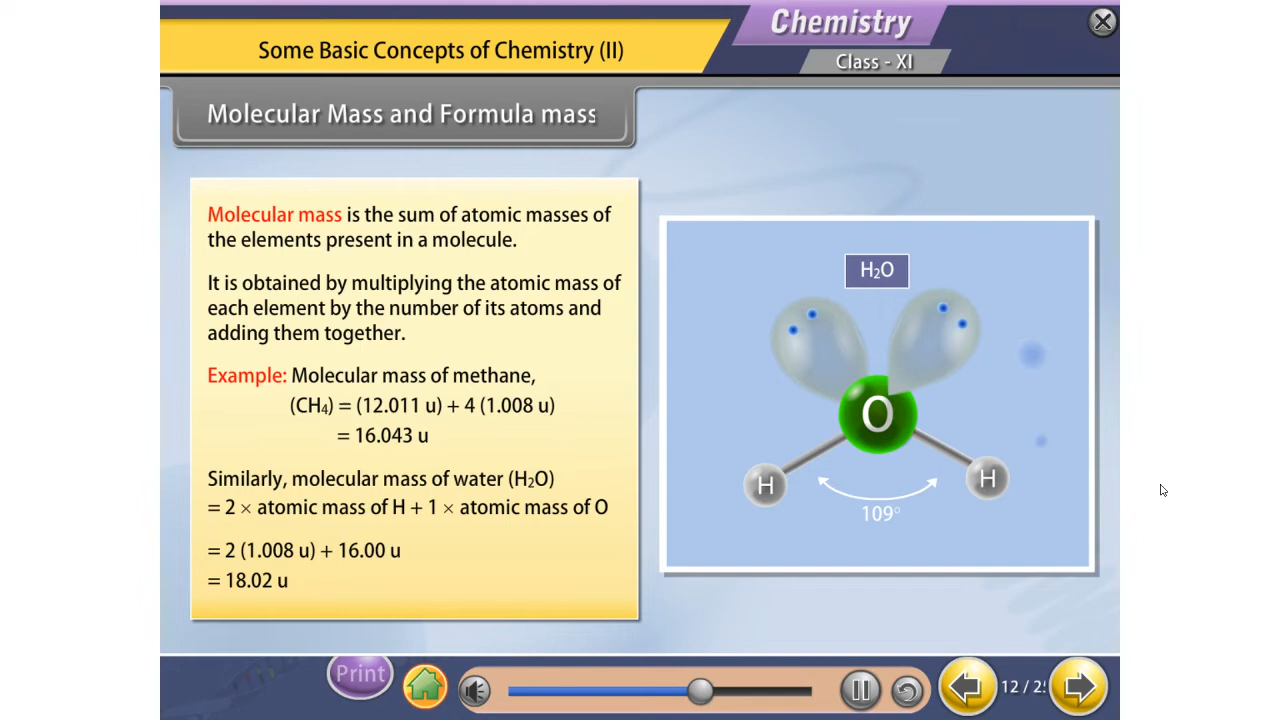 Chemistry
Some Basic Concepts of Chemistry (II)
Class - XI
Molecular Mass and Formula mass
Molecular mass is the sum of atomic masses of
the elements present in a molecule.
It is obtained by multiplying the atomic mass of
each element by the number of its atoms and
adding them together.
Example: Molecular mass of methane,
(CH₄) = (12.011 u) + 4 (1.008 u)
= 16.043 u
Similarly, molecular mass of water (H₂O)
= 2 × atomic mass of H + 1 × atomic mass of O
= 2 (1.008 u) + 16.00 u
= 18.02 u
H₂O
O
H
H
109°
Print
12 / 2